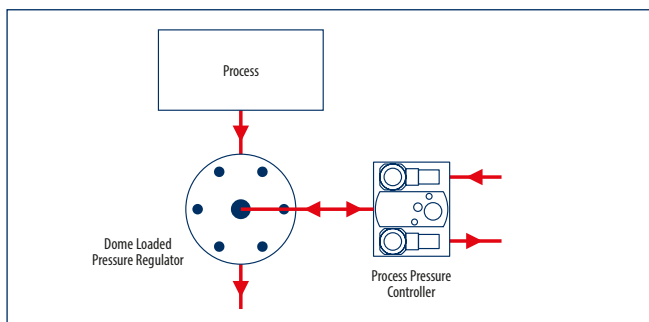 Process
Dome Loaded
Pressure Regulator
Process Pressure
Controller